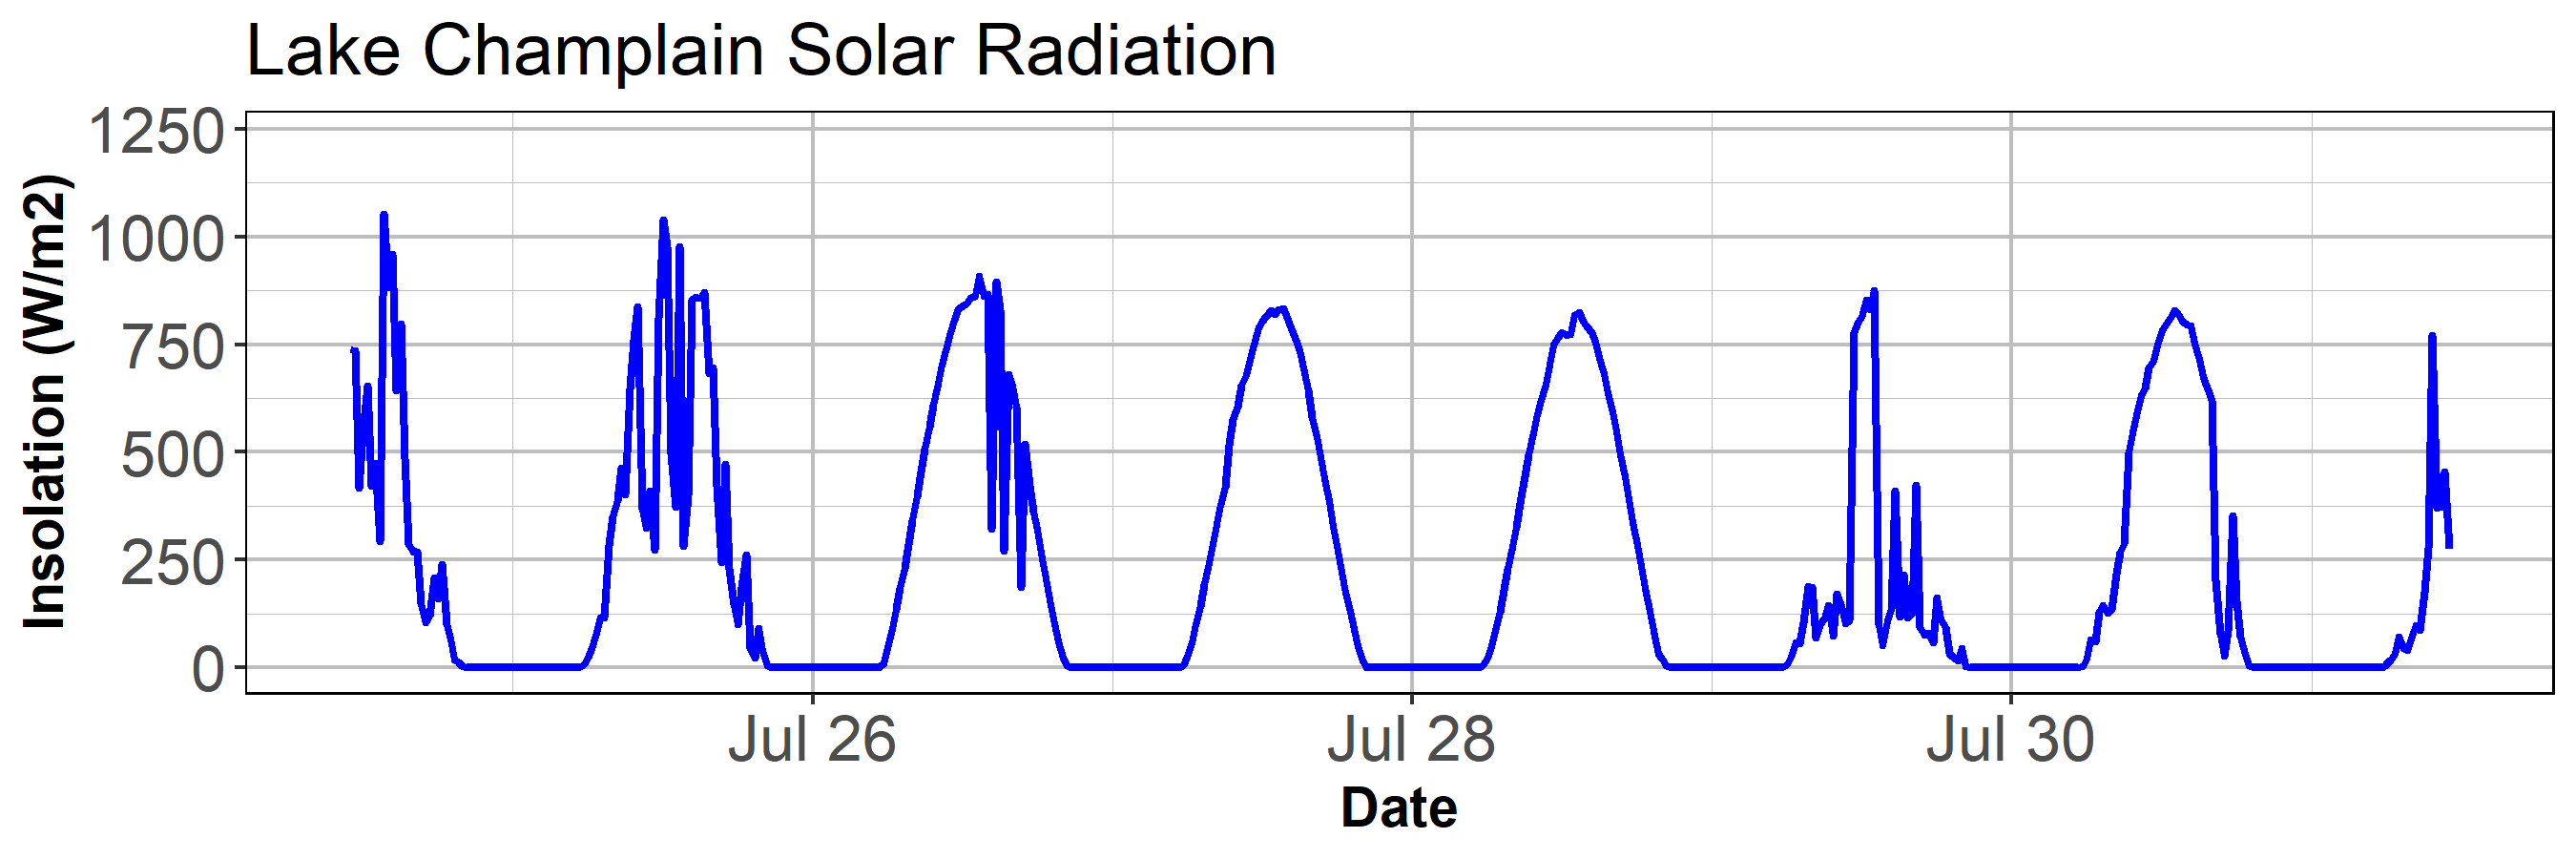 Lake Champlain Solar Radiation
Insolation (W/m2)
1250
1000
750
500
250
0
Jul 26
Jul 28
Jul 30
Date